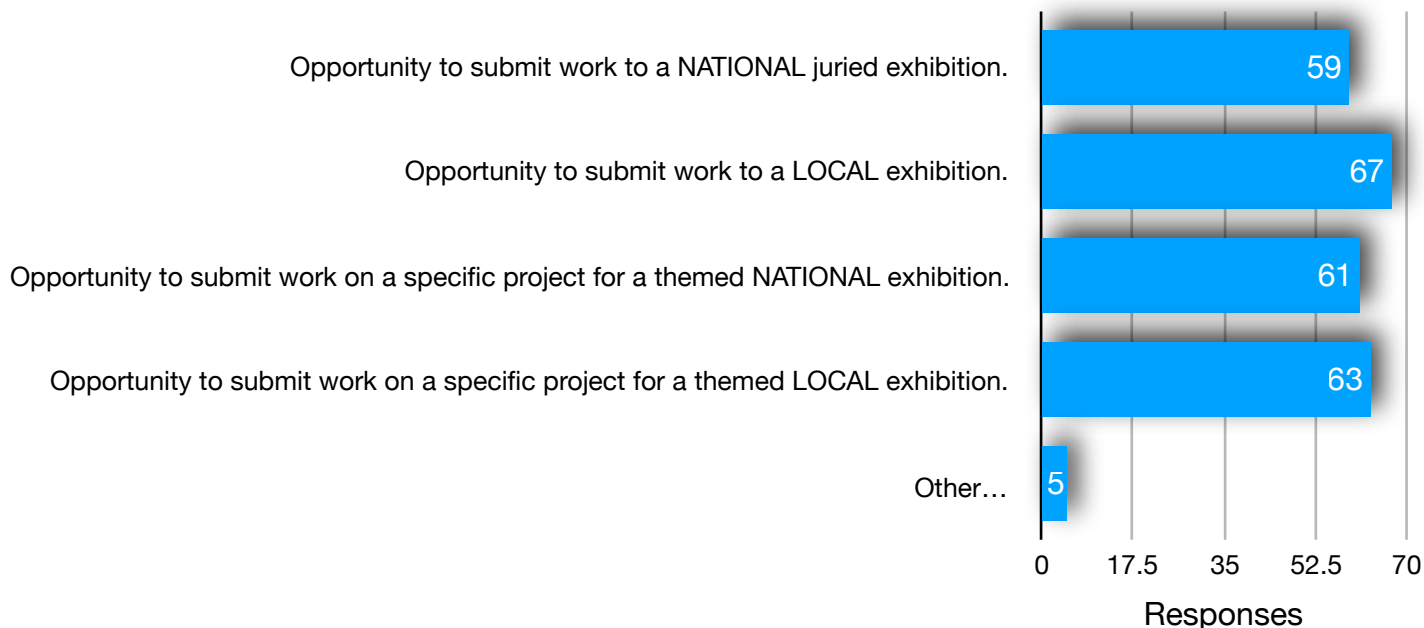 Opportunity to submit work to a NATIONAL juried exhibition.
59
Opportunity to submit work to a LOCAL exhibition.
67
Opportunity to submit work on a specific project for a themed NATIONAL exhibition.
61
Opportunity to submit work on a specific project for a themed LOCAL exhibition.
63
Other…
5
0 17.5 35 52.5 70
Responses